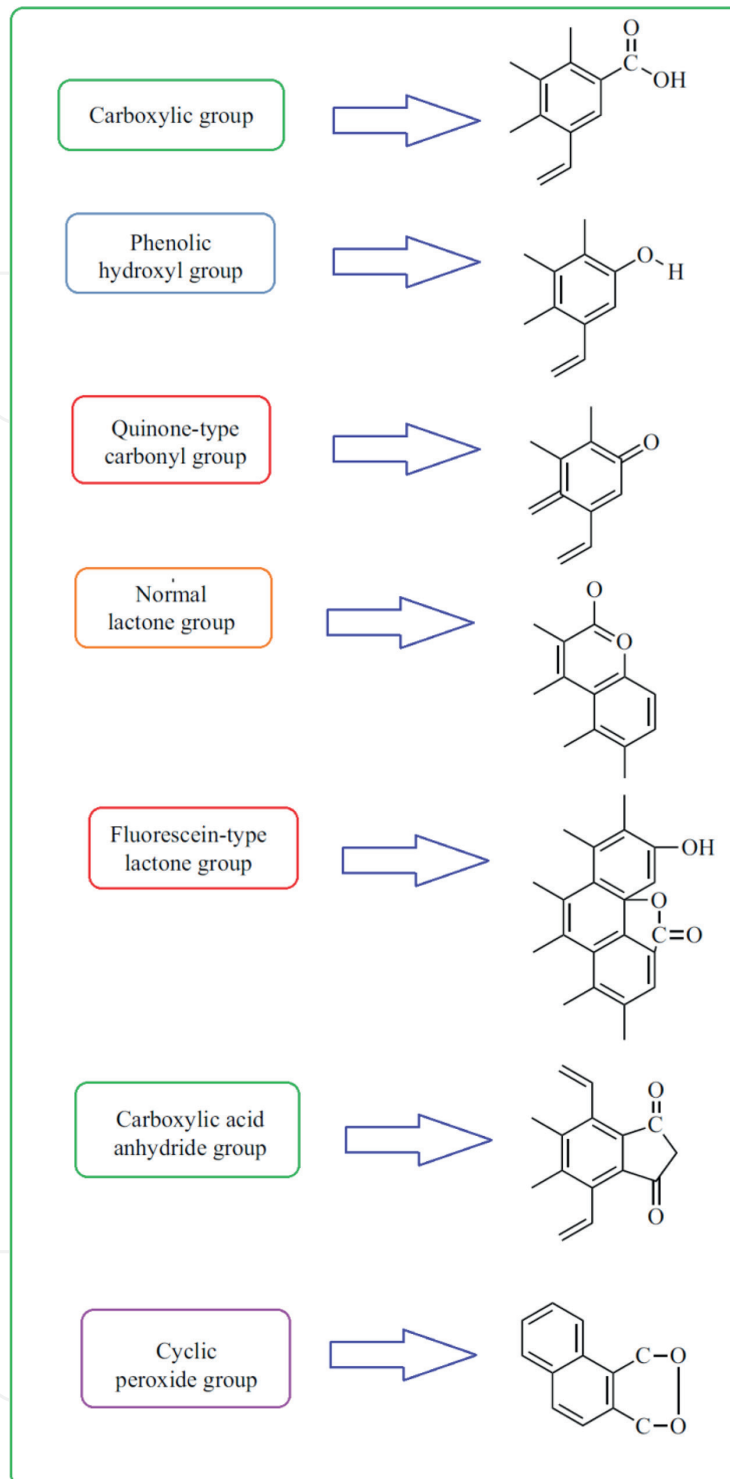 Carboxylic group
O
C
OH
Phenolic
hydroxyl group
O
H
Quinone-type
carbonyl group
O
Normal
lactone group
O
O
Fluorescein-type
lactone group
OH
O
C=O
Carboxylic acid
anhydride group
O
C
C
O
Cyclic
peroxide group
C–O
C–O